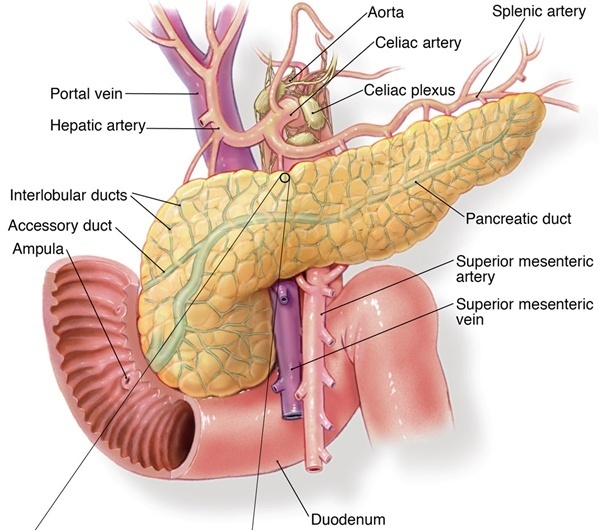 Aorta
Splenic artery
Celiac artery
Portal vein
Celiac plexus
Hepatic artery
Interlobular ducts
Accessory duct
Ampula
Pancreatic duct
Superior mesenteric
artery
Superior mesenteric
vein
Duodenum